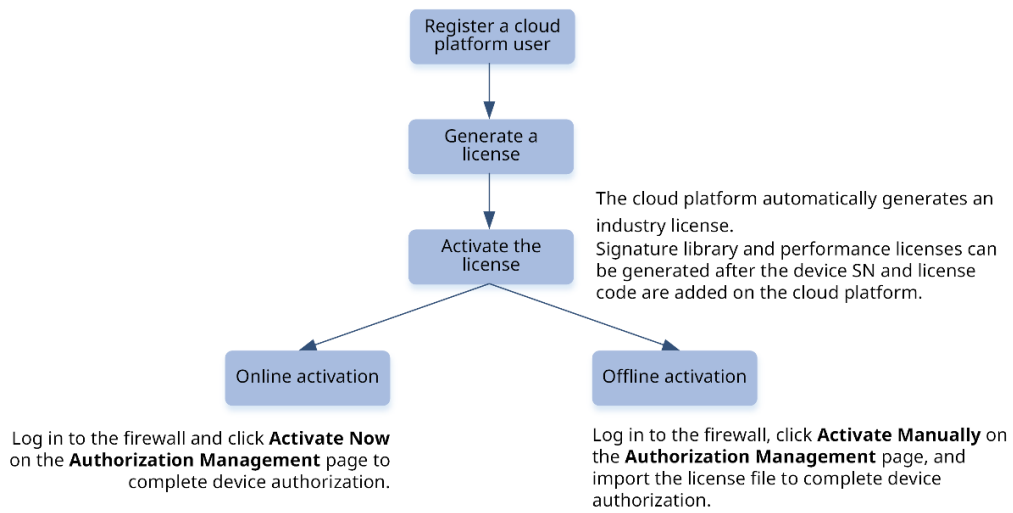 Register a cloud
platform user
Generate a
license
The cloud platform automatically generates an
industry license.
Signature library and performance licenses can
be generated after the device SN and license
code are added on the cloud platform.
Activate the
license
Online activation
Offline activation
Log in to the firewall and click Activate Now
on the Authorization Management page to
complete device authorization.
Log in to the firewall, click Activate Manually on
the Authorization Management page, and
import the license file to complete device
authorization.